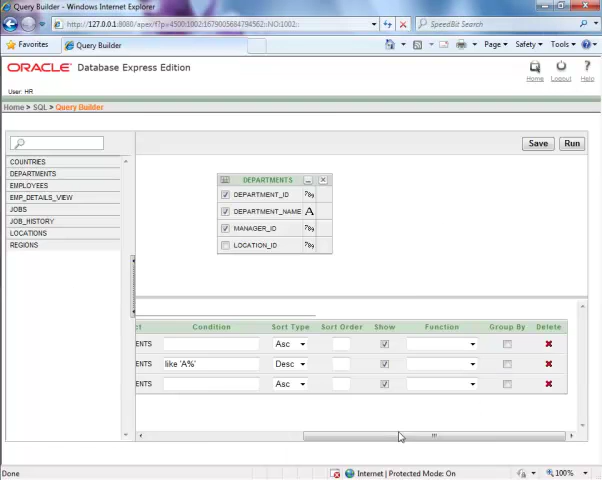 Query Builder - Windows Internet Explorer
http://127.0.0.1:8080/apex/f?p=4500:1002:1679005684794562::NO:1002::
SpeedBit Search
Favorites Query Builder Page Safety Tools
ORACLE Database Express Edition
Home Logout Help
User: HR
Home > SQL > Query Builder
Save Run
COUNTRIES
DEPARTMENTS
EMPLOYEES
EMP_DETAILS_VIEW
JOBS
JOB_HISTORY
LOCATIONS
REGIONS
DEPARTMENTS
DEPARTMENT_ID 789
DEPARTMENT_NAME A
MANAGER_ID 789
LOCATION_ID 789
ct Condition Sort Type Sort Order Show Function Group By Delete
ENTS Asc
ENTS like 'A%' Desc
ENTS Asc
Done Internet | Protected Mode: On 100%